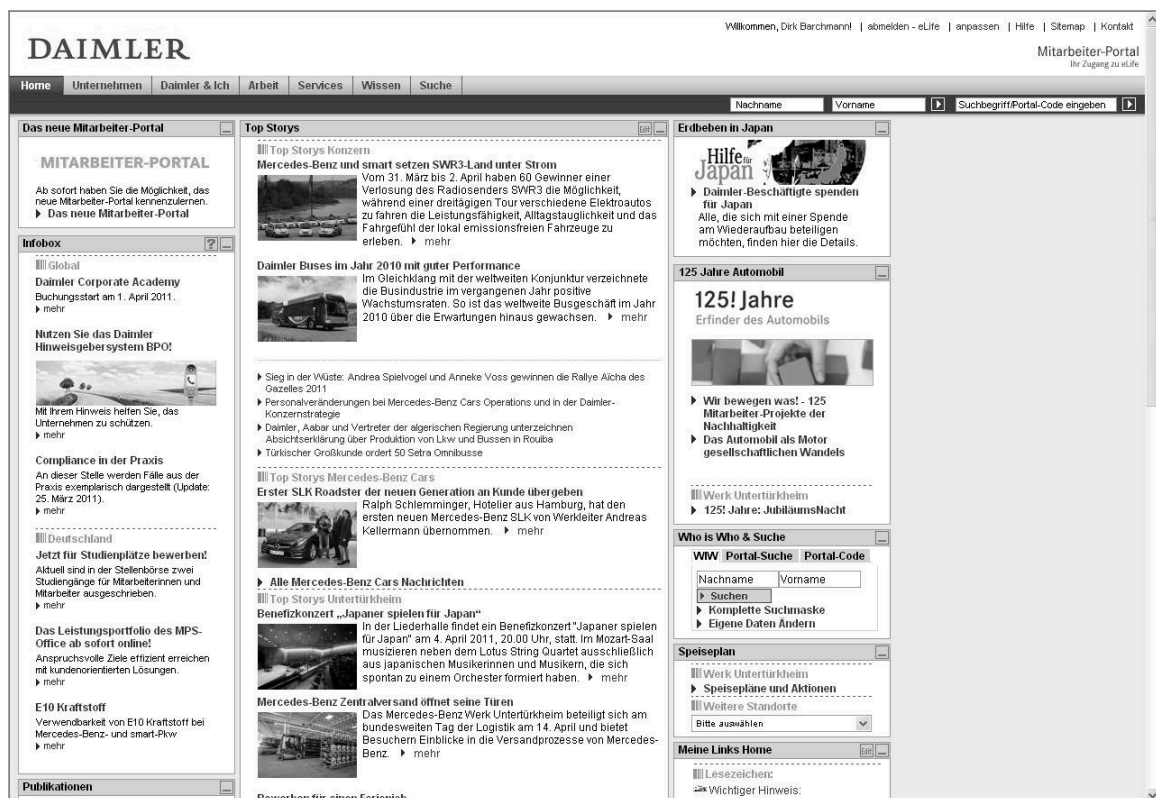 Willkommen, Dirk Barchmann! | abmelden - eLife | anpassen | Hilfe | Sitemap | Kontakt
DAIMLER
Mitarbeiter-Portal
Ihr Zugang zu eLife
Home Unternehmen Daimler & Ich Arbeit Services Wissen Suche
Nachname Vorname Suchbegriff/Portal-Code eingeben
Das neue Mitarbeiter-Portal
MITARBEITER-PORTAL
Ab sofort haben Sie die Möglichkeit, das
neue Mitarbeiter-Portal kennenzulernen.
Das neue Mitarbeiter-Portal
Infobox
Global
Daimler Corporate Academy
Buchungsstart am 1. April 2011.
mehr
Nutzen Sie das Daimler
Hinweisgebersystem BPO!
Mit Ihrem Hinweis helfen Sie, das
Unternehmen zu schützen.
mehr
Compliance in der Praxis
An dieser Stelle werden Fälle aus der
Praxis exemplarisch dargestellt (Update:
25. März 2011).
mehr
Deutschland
Jetzt für Studienplätze bewerben!
Aktuell sind in der Stellenbörse zwei
Studiengänge für Mitarbeiterinnen und
Mitarbeiter ausgeschrieben.
mehr
Das Leistungsportfolio des MPS-
Office ab sofort online!
Anspruchsvolle Ziele effizient erreichen
mit kundenorientierten Lösungen.
mehr
E10 Kraftstoff
Verwendbarkeit von E10 Kraftstoff bei
Mercedes-Benz- und smart-Pkw
mehr
Publikationen
Top Storys Edit
Top Storys Konzern
Mercedes-Benz und smart setzen SWR3-Land unter Strom
Vom 31. März bis 2. April haben 60 Gewinner einer
Verlosung des Radiosenders SWR3 die Möglichkeit,
während einer dreitägigen Tour verschiedene Elektroautos
zu fahren die Leistungsfähigkeit, Alltagstauglichkeit und das
Fahrgefühl der lokal emissionsfreien Fahrzeuge zu
erleben. mehr
Daimler Buses im Jahr 2010 mit guter Performance
Im Gleichklang mit der weltweiten Konjunktur verzeichnete
die Busindustrie im vergangenen Jahr positive
Wachstumsraten. So ist das weltweite Busgeschäft im Jahr
2010 über die Erwartungen hinaus gewachsen. mehr
Sieg in der Wüste: Andrea Spielvogel und Anneke Voss gewinnen die Rallye Aïcha des
Gazelles 2011
Personalveränderungen bei Mercedes-Benz Cars Operations und in der Daimler-
Konzernstrategie
Daimler, Aabar und Vertreter der algerischen Regierung unterzeichnen
Absichtserklärung über Produktion von Lkw und Bussen in Rouiba
Türkischer Großkunde ordert 50 Setra Omnibusse
Top Storys Mercedes-Benz Cars
Erster SLK Roadster der neuen Generation an Kunde übergeben
Ralph Schlemminger, Hotelier aus Hamburg, hat den
ersten neuen Mercedes-Benz SLK von Werkleiter Andreas
Kellermann übernommen. mehr
Alle Mercedes-Benz Cars Nachrichten
Top Storys Untertürkheim
Benefizkonzert „Japaner spielen für Japan“
In der Liederhalle findet ein Benefizkonzert "Japaner spielen
für Japan" am 4. April 2011, 20.00 Uhr, statt. Im Mozart-Saal
musizieren neben dem Lotus String Quartet ausschließlich
aus japanischen Musikerinnen und Musikern, die sich
spontan zu einem Orchester formiert haben. mehr
Mercedes-Benz Zentralversand öffnet seine Türen
Das Mercedes-Benz Werk Untertürkheim beteiligt sich am
bundesweiten Tag der Logistik am 14. April und bietet
Besuchern Einblicke in die Versandprozesse von Mercedes-
Benz. mehr
Bewerben für einen Ferienjob
Erdbeben in Japan
Hilfe für
Japan
Daimler-Beschäftigte spenden
für Japan
Alle, die sich mit einer Spende
am Wiederaufbau beteiligen
möchten, finden hier die Details.
125 Jahre Automobil
125! Jahre
Erfinder des Automobils
Wir bewegen was! - 125
Mitarbeiter-Projekte der
Nachhaltigkeit
Das Automobil als Motor
gesellschaftlichen Wandels
Werk Untertürkheim
125! Jahre: JubiläumsNacht
Who is Who & Suche
WIW Portal-Suche Portal-Code
Nachname Vorname
Suchen
Komplette Suchmaske
Eigene Daten Ändern
Speiseplan
Werk Untertürkheim
Speisepläne und Aktionen
Weitere Standorte
Bitte auswählen
Meine Links Home Edit
Lesezeichen:
Wichtiger Hinweis: